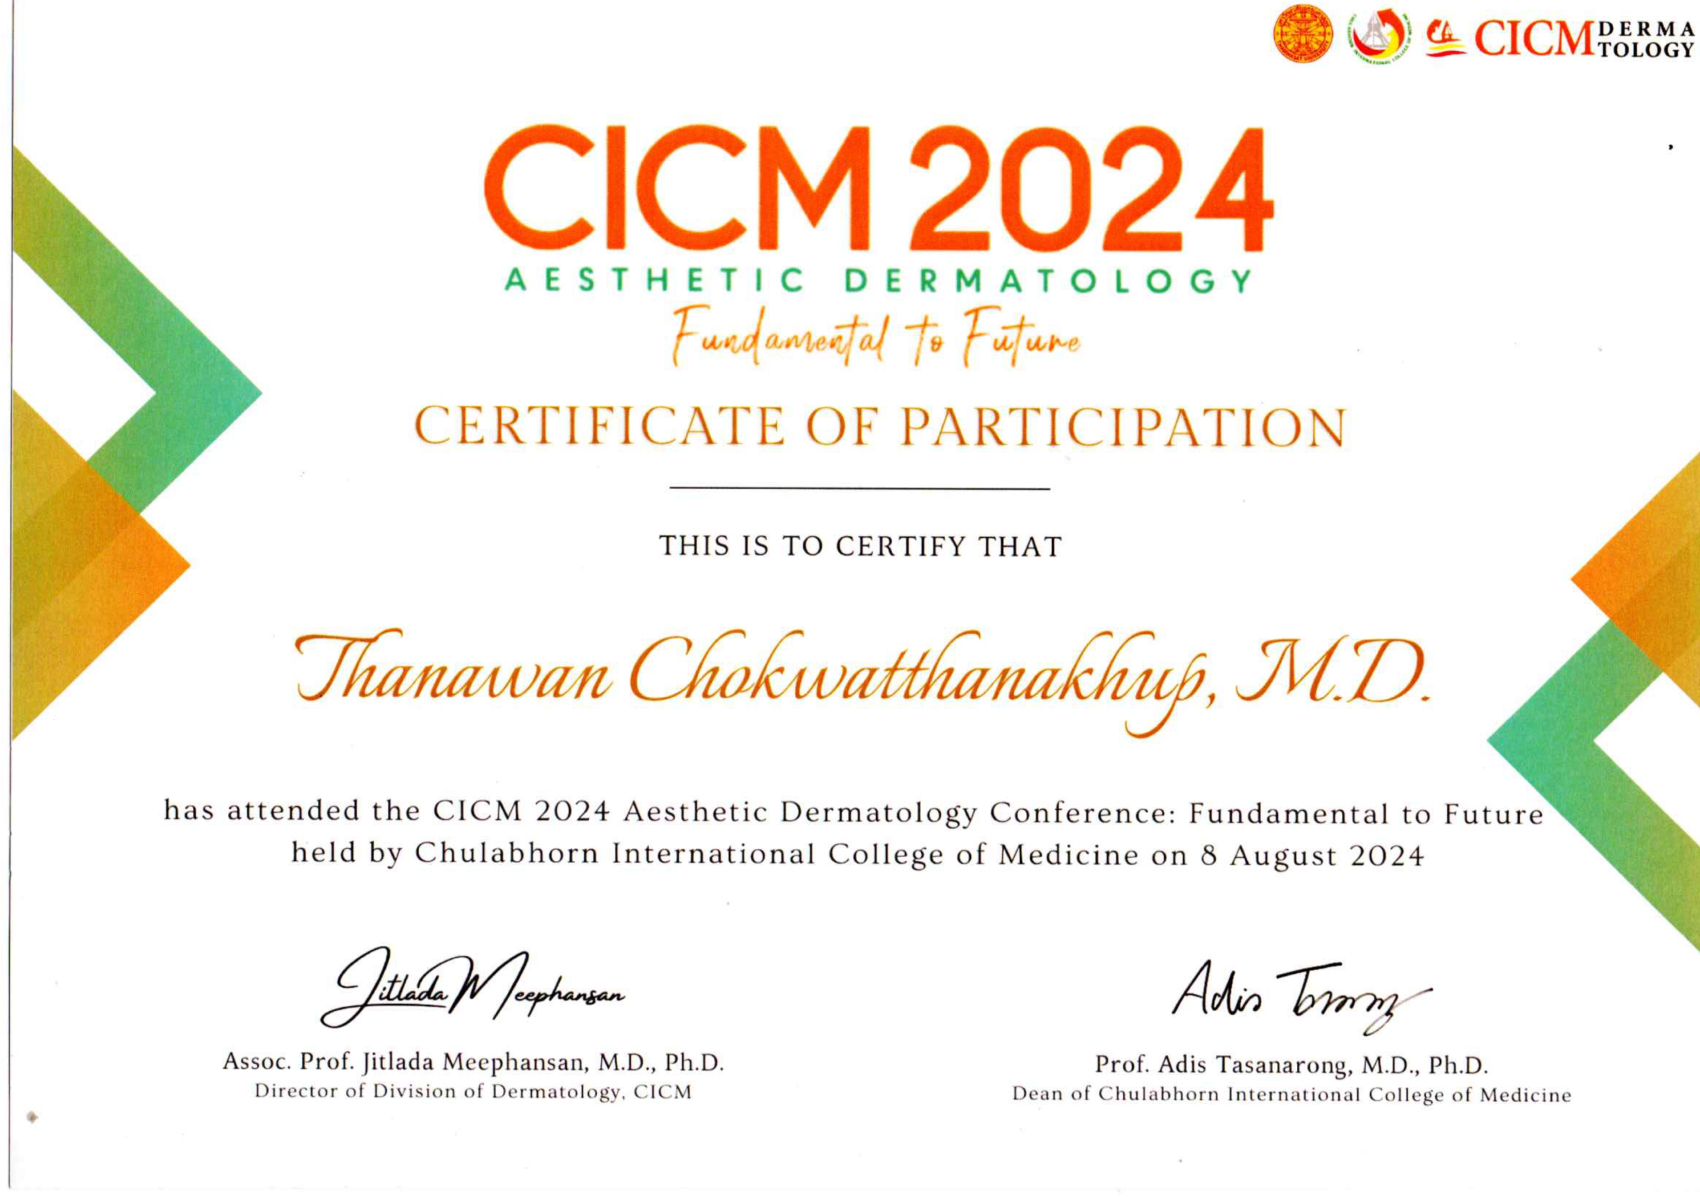 CICM DERMA
TOLOGY
CICM 2024
AESTHETIC DERMATOLOGY
Fundamental to Future
CERTIFICATE OF PARTICIPATION
THIS IS TO CERTIFY THAT
Thanawan Chokwatthanakhup, M.D.
has attended the CICM 2024 Aesthetic Dermatology Conference: Fundamental to Future
held by Chulabhorn International College of Medicine on 8 August 2024
Jitlada Meephansan
Adis
Assoc. Prof. Jitlada Meephansan, M.D., Ph.D.
Director of Division of Dermatology, CICM
Prof. Adis Tasanarong, M.D., Ph.D.
Dean of Chulabhorn International College of Medicine